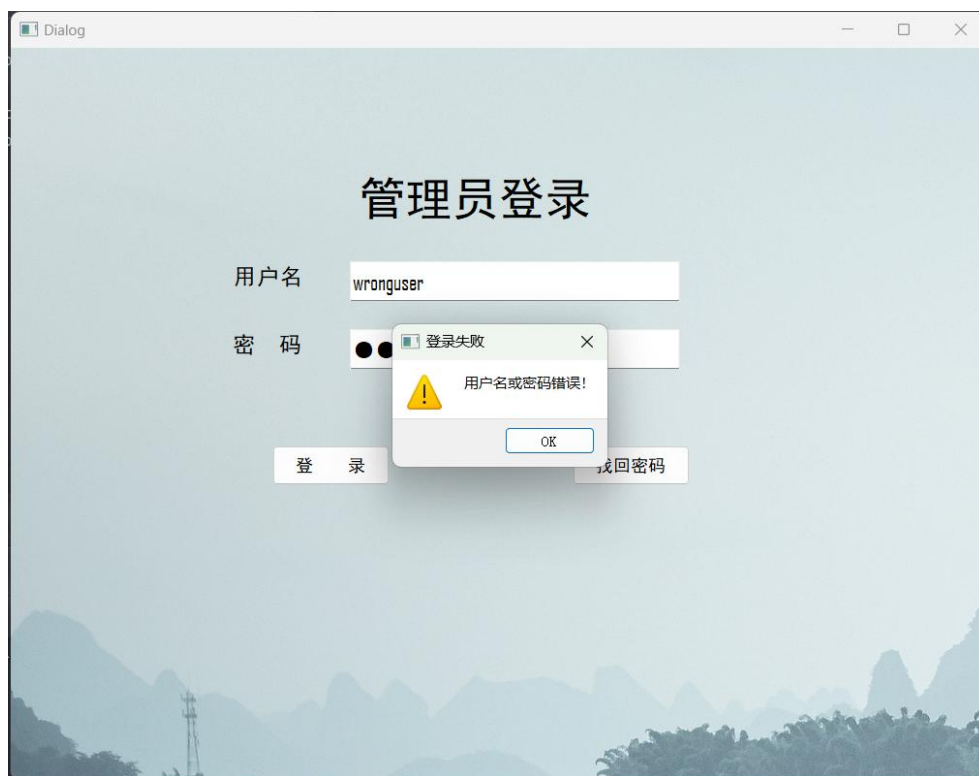 Dialog
管理员登录
用户名
wronguser
密 码
登录失败
用户名或密码错误!
OK
登 录
找回密码